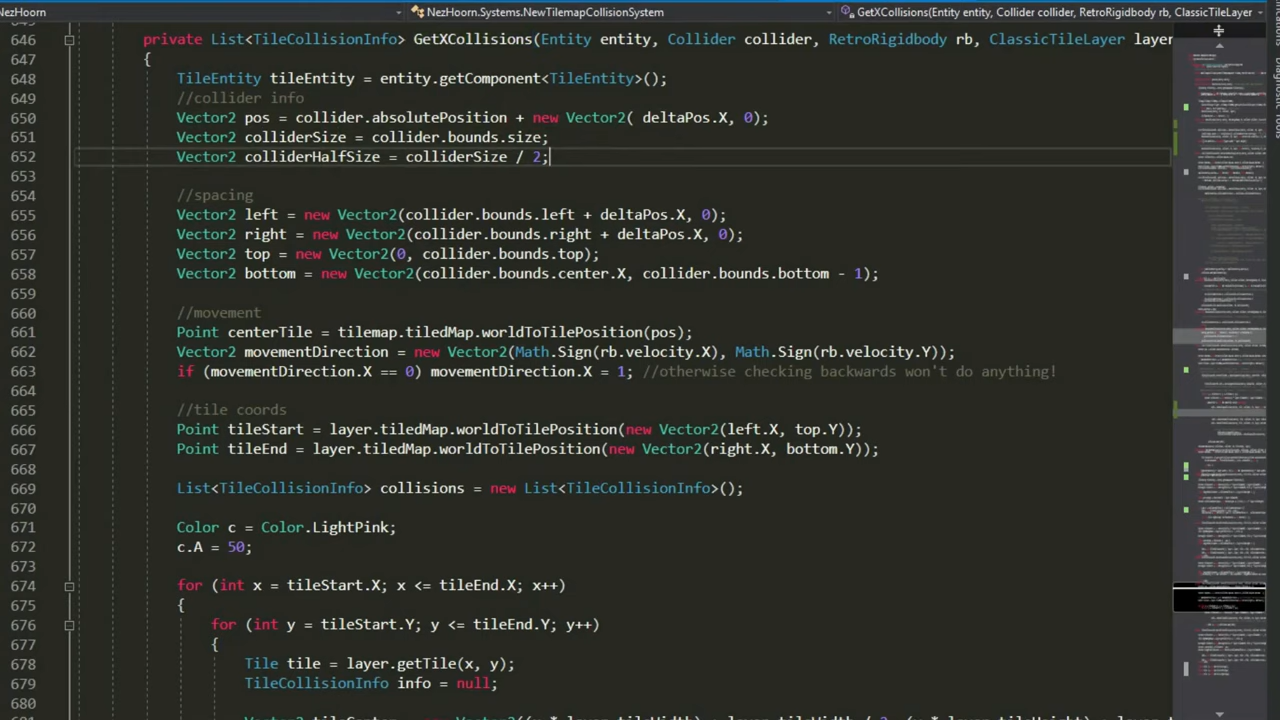 NezHoorn
NezHoorn.Systems.NewTilemapCollisionSystem
GetXCollisions(Entity entity, Collider collider, RetroRigidbody rb, ClassicTileLayer
646 private List<TileCollisionInfo> GetXCollisions(Entity entity, Collider collider, RetroRigidbody rb, ClassicTileLayer layer
647 {
648 TileEntity tileEntity = entity.getComponent<TileEntity>();
649 //collider info
650 Vector2 pos = collider.absolutePosition + new Vector2( deltaPos.X, 0);
651 Vector2 colliderSize = collider.bounds.size;
652 Vector2 colliderHalfSize = colliderSize / 2;
653
654 //spacing
655 Vector2 left = new Vector2(collider.bounds.left + deltaPos.X, 0);
656 Vector2 right = new Vector2(collider.bounds.right + deltaPos.X, 0);
657 Vector2 top = new Vector2(0, collider.bounds.top);
658 Vector2 bottom = new Vector2(collider.bounds.center.X, collider.bounds.bottom - 1);
659
660 //movement
661 Point centerTile = tilemap.tiledMap.worldToTilePosition(pos);
662 Vector2 movementDirection = new Vector2(Math.Sign(rb.velocity.X), Math.Sign(rb.velocity.Y));
663 if (movementDirection.X == 0) movementDirection.X = 1; //otherwise checking backwards won't do anything!
664
665 //tile coords
666 Point tileStart = layer.tiledMap.worldToTilePosition(new Vector2(left.X, top.Y));
667 Point tileEnd = layer.tiledMap.worldToTilePosition(new Vector2(right.X, bottom.Y));
668
669 List<TileCollisionInfo> collisions = new List<TileCollisionInfo>();
670
671 Color c = Color.LightPink;
672 c.A = 50;
673
674 for (int x = tileStart.X; x <= tileEnd.X; x++)
675 {
676 for (int y = tileStart.Y; y <= tileEnd.Y; y++)
677 {
678 Tile tile = layer.getTile(x, y);
679 TileCollisionInfo info = null;
680
Diagnostic Tools